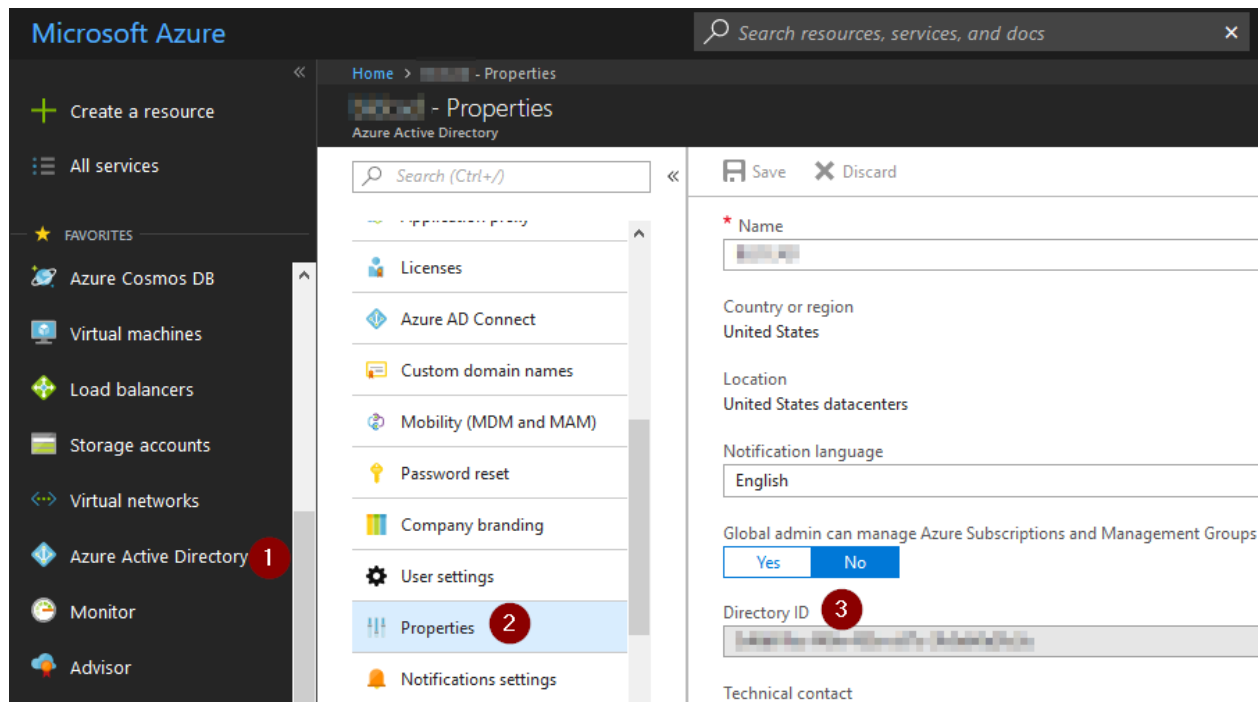 Microsoft Azure
Search resources, services, and docs
Create a resource
All services
FAVORITES
Azure Cosmos DB
Virtual machines
Load balancers
Storage accounts
Virtual networks
Azure Active Directory 1
Monitor
Advisor
Home > - Properties
- Properties
Azure Active Directory
Search (Ctrl+/)
Application proxy
Licenses
Azure AD Connect
Custom domain names
Mobility (MDM and MAM)
Password reset
Company branding
User settings
Properties 2
Notifications settings
Save Discard
* Name
Country or region
United States
Location
United States datacenters
Notification language
English
Global admin can manage Azure Subscriptions and Management Groups
Yes No
Directory ID 3
Technical contact